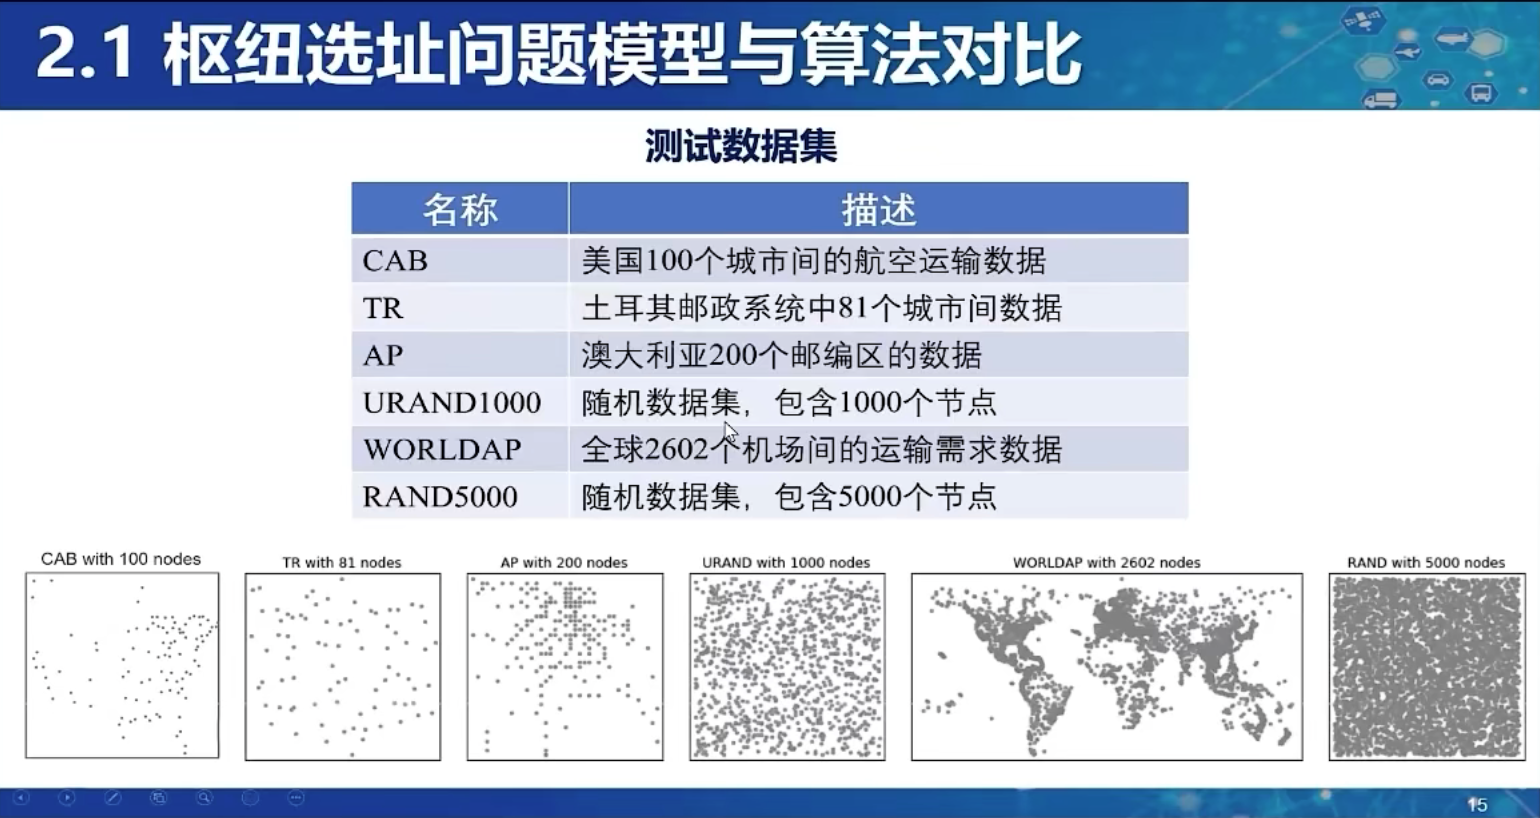 2.1 枢纽选址问题模型与算法对比
测试数据集
名称 描述
CAB 美国100个城市间的航空运输数据
TR 土耳其邮政系统中81个城市间数据
AP 澳大利亚200个邮编区的数据
URAND1000 随机数据集，包含1000个节点
WORLDAP 全球2602个机场间的运输需求数据
RAND5000 随机数据集，包含5000个节点
CAB with 100 nodes
TR with 81 nodes
AP with 200 nodes
URAND with 1000 nodes
WORLDAP with 2602 nodes
RAND with 5000 nodes
15